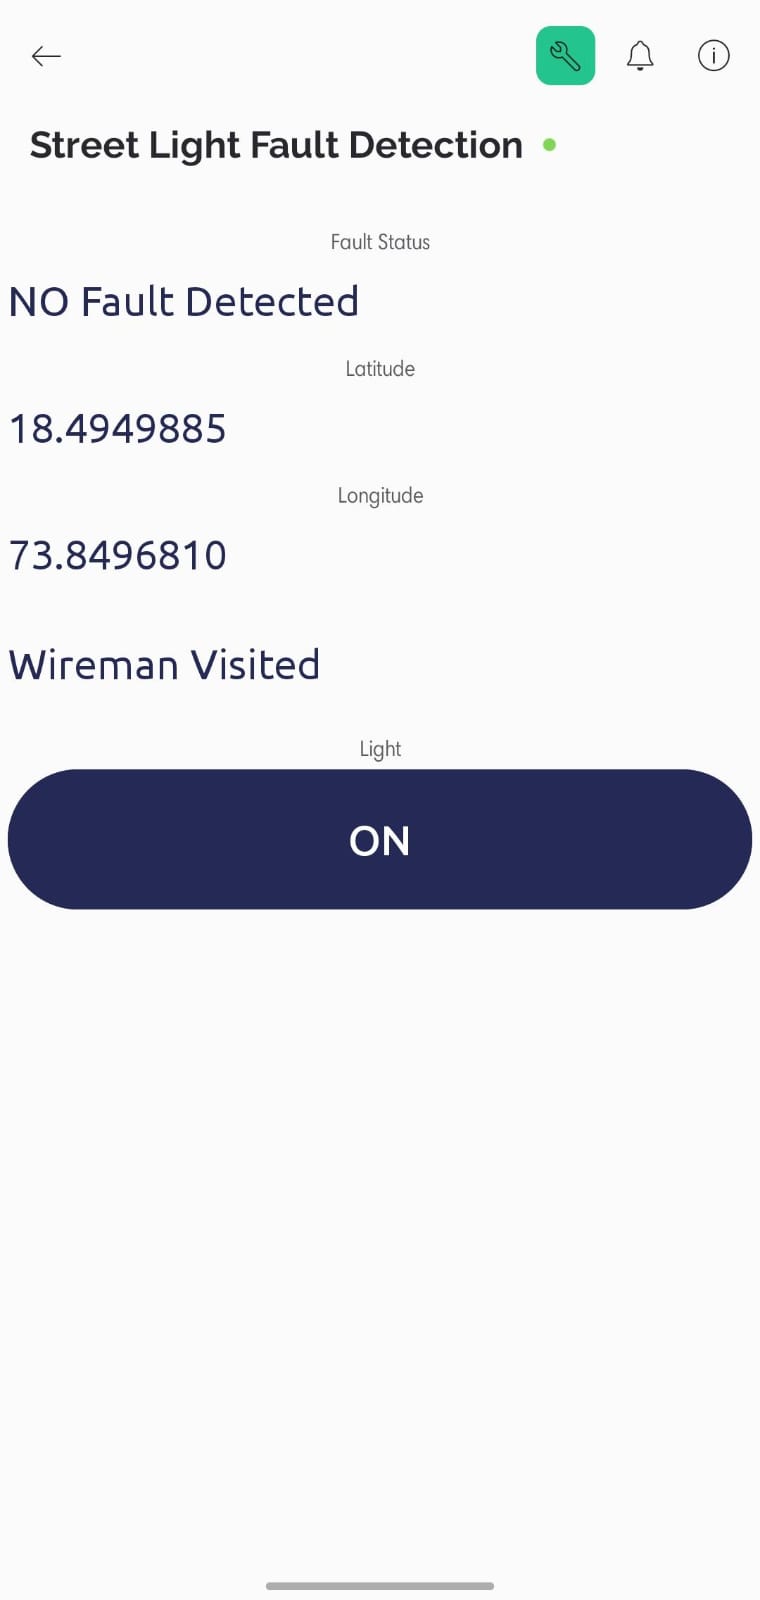 Street Light Fault Detection
Fault Status
NO Fault Detected
Latitude
18.4949885
Longitude
73.8496810
Wireman Visited
Light
ON